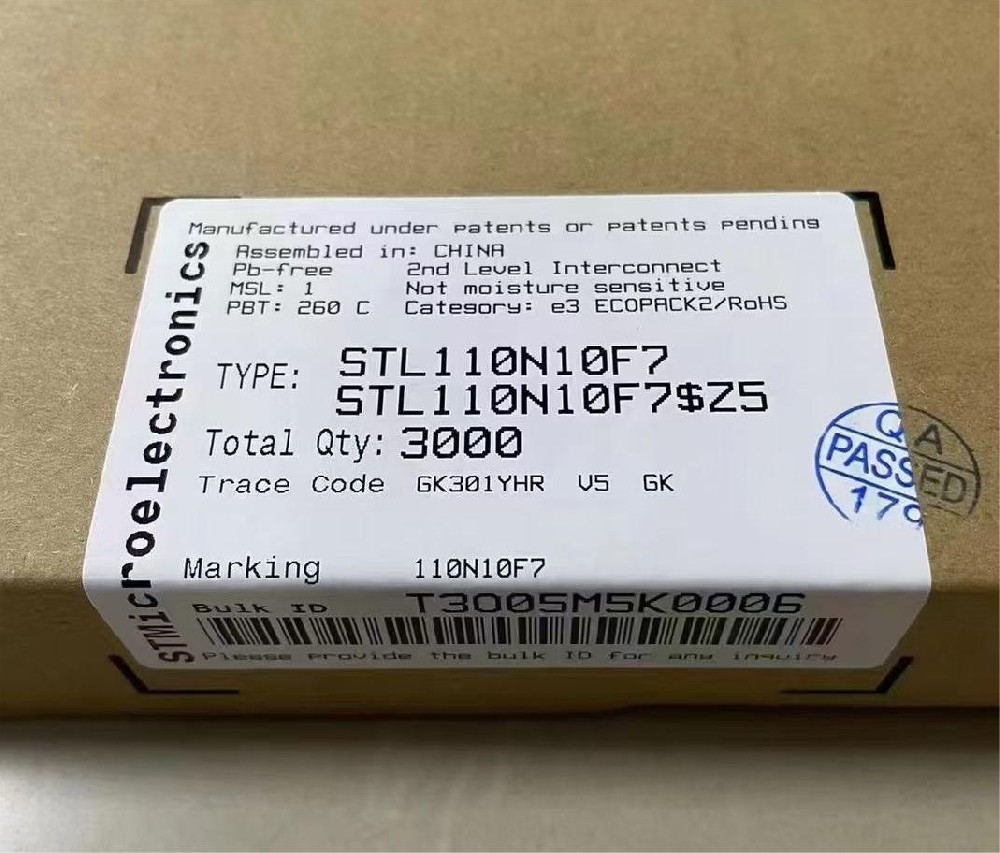 STMicroelectronics
Manufactured under patents or patents pending
Assembled in: CHINA
Pb-free 2nd Level Interconnect
MSL: 1 Not moisture sensitive
PBT: 260 C Category: e3 ECOPACK2/RoHS
TYPE: STL110N10F7
STL110N10F7$Z5
Total Qty: 3000
Trace Code GK301YHR V5 GK
Marking 110N10F7
Bulk ID T3005M5K0006
Please provide the bulk ID for any inquiry
QA
PASSED
179